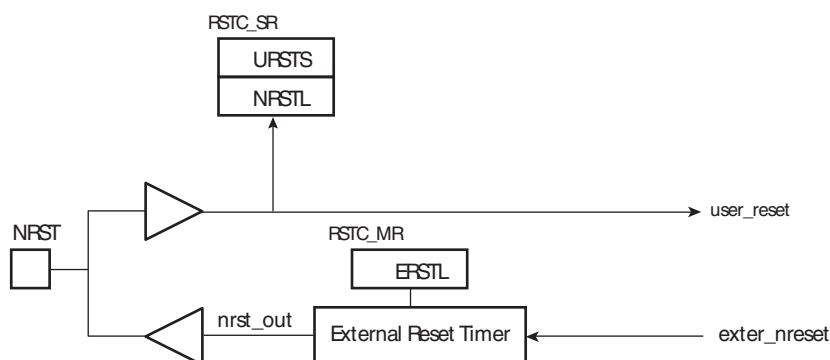 RSTC_SR
URSTS
NRSTL
user_reset
NRST
RSTC_MR
ERSTL
nrst_out
External Reset Timer
exter_nreset